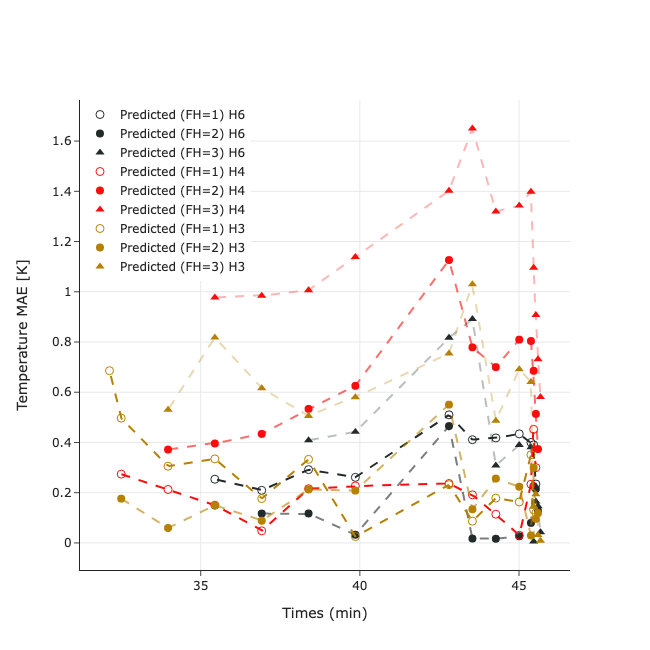 Predicted (FH=1) H6
Predicted (FH=2) H6
Predicted (FH=3) H6
Predicted (FH=1) H4
Predicted (FH=2) H4
Predicted (FH=3) H4
Predicted (FH=1) H3
Predicted (FH=2) H3
Predicted (FH=3) H3
Temperature MAE [K]
1.6
1.4
1.2
1
0.8
0.6
0.4
0.2
0
35
40
45
Times (min)